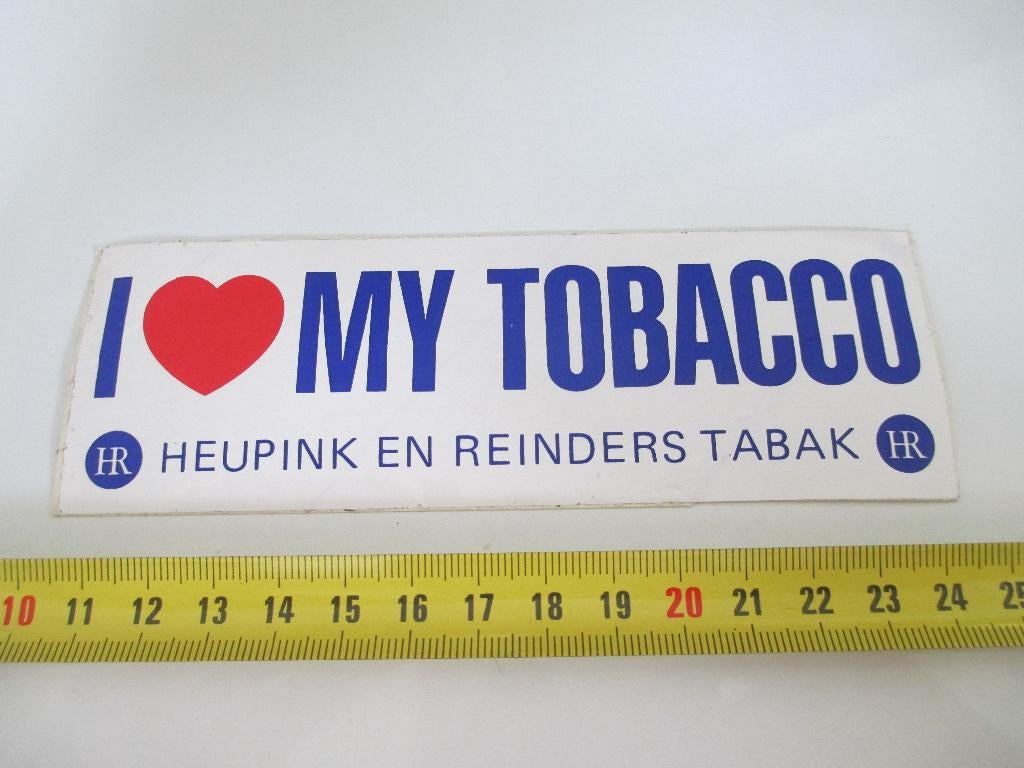 I ❤ MY TOBACCO
HR HEUPINK EN REINDERS TABAK HR
10 11 12 13 14 15 16 17 18 19 20 21 22 23 24 25